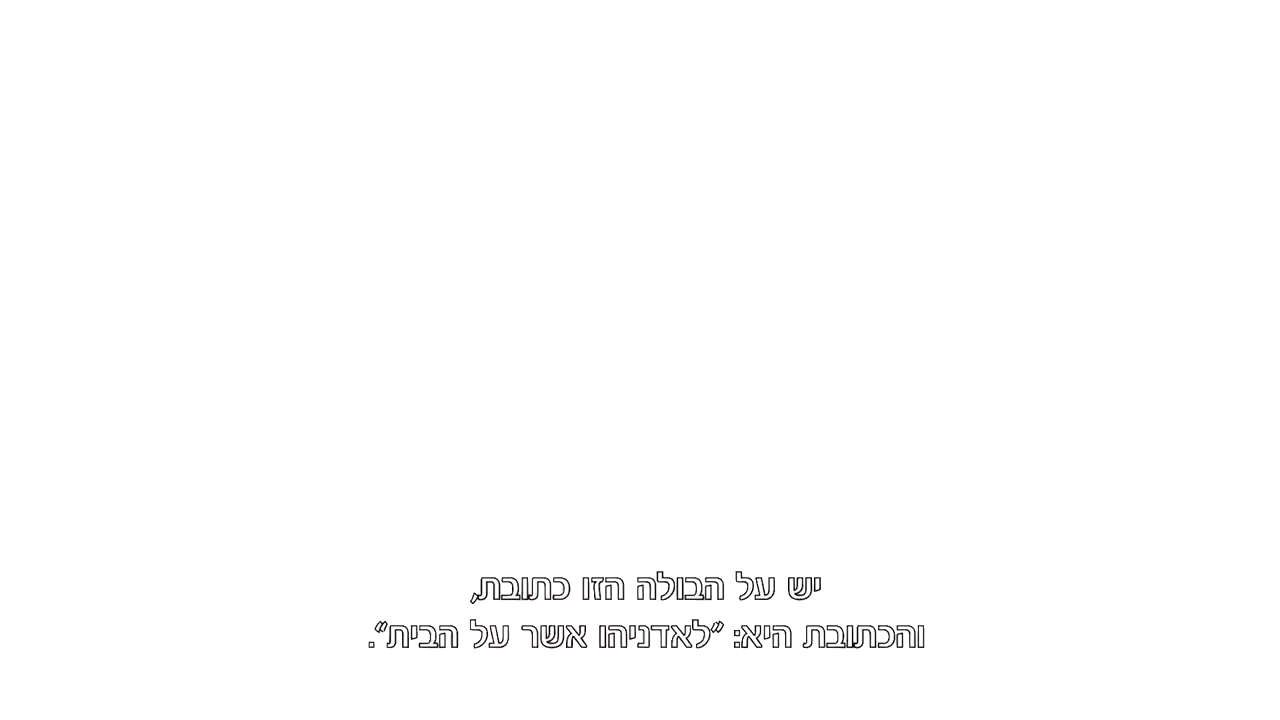 יש על הבולה הזו כתובת,
והכתובת היא: "לאדניהו אשר על הבית".